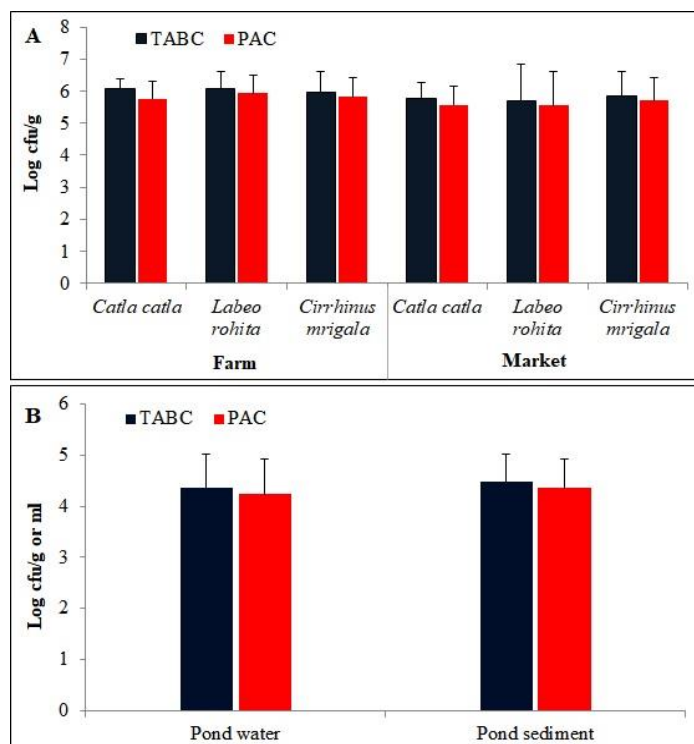 A
TABC PAC
Log cfu/g
8
7
6
5
4
3
2
1
0
Catla catla Labeo rohita Cirrhinus mrigala Catla catla Labeo rohita Cirrhinus mrigala
Farm Market
B
TABC PAC
Log cfu/g or ml
6
5
4
3
2
1
0
Pond water Pond sediment